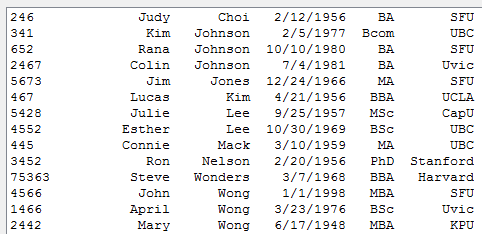 246 Judy Choi 2/12/1956 BA SFU
341 Kim Johnson 2/5/1977 Bcom UBC
652 Rana Johnson 10/10/1980 BA SFU
2467 Colin Johnson 7/4/1981 BA Uvic
5673 Jim Jones 12/24/1966 MA SFU
467 Lucas Kim 4/21/1956 BBA UCLA
5428 Julie Lee 9/25/1957 MSc CapU
4552 Esther Lee 10/30/1969 BSc UBC
445 Connie Mack 3/10/1959 MA UBC
3452 Ron Nelson 2/20/1956 PhD Stanford
75363 Steve Wonders 3/7/1968 BBA Harvard
4566 John Wong 1/1/1998 MBA SFU
1466 April Wong 3/23/1976 BSc Uvic
2442 Mary Wong 6/17/1948 MBA KPU